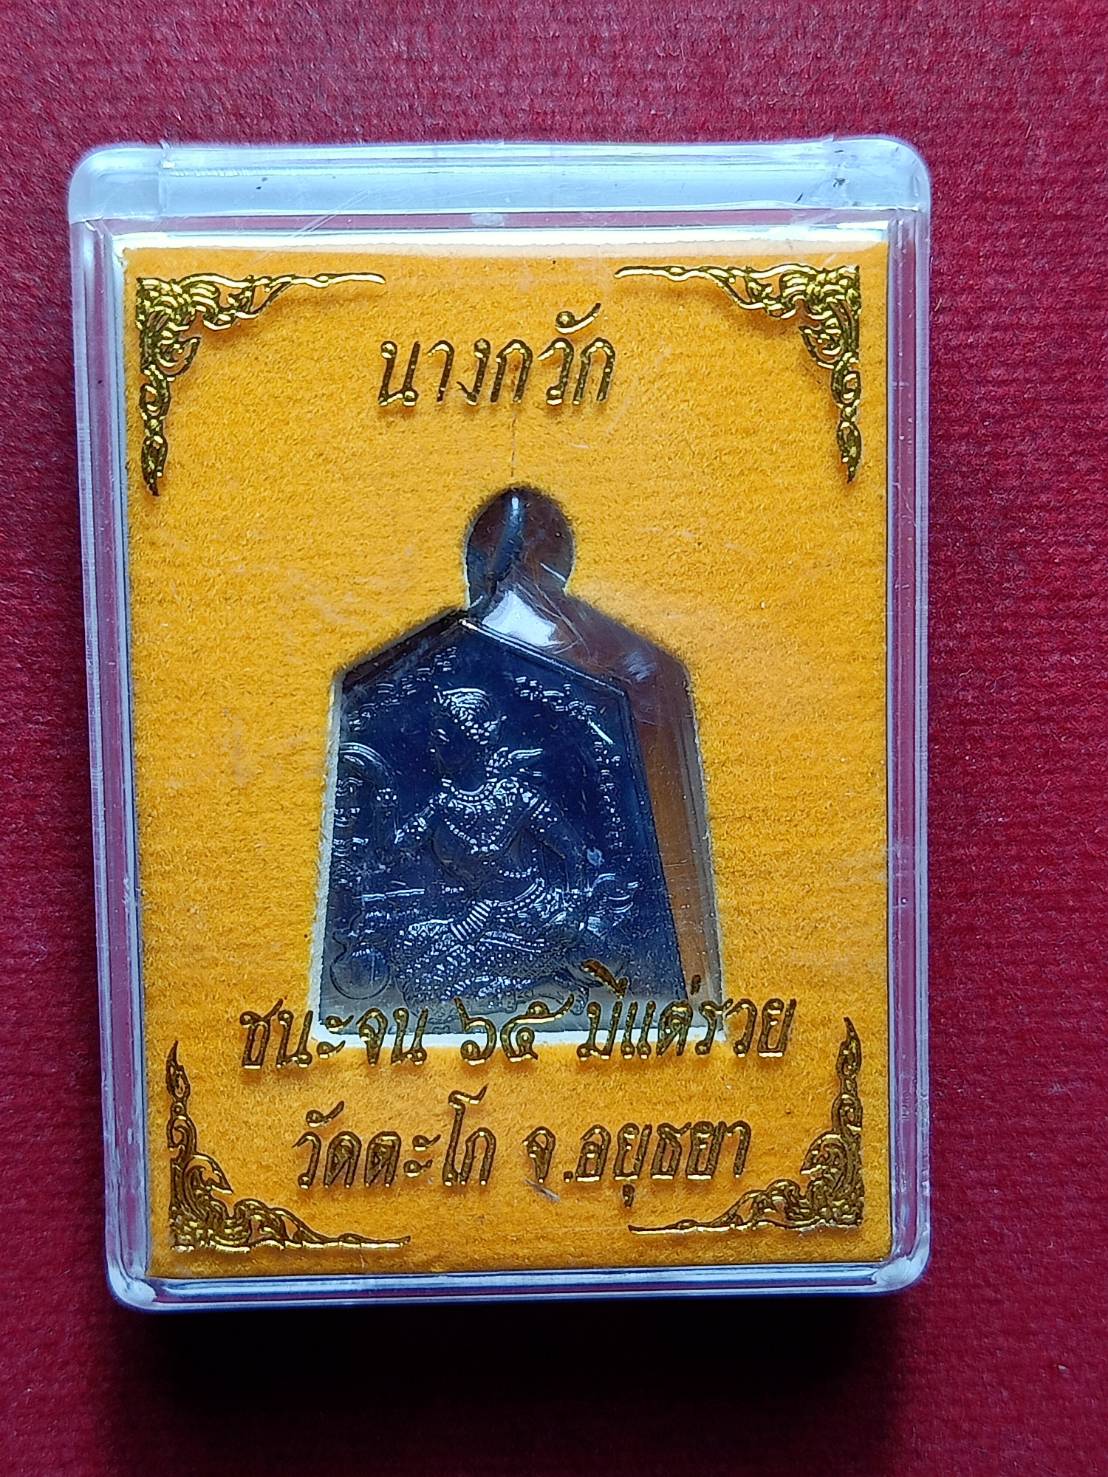 นางกวัก
ชนะจน ๖๕ มีแต่รวย
วัดตะโก จ.อยุธยา